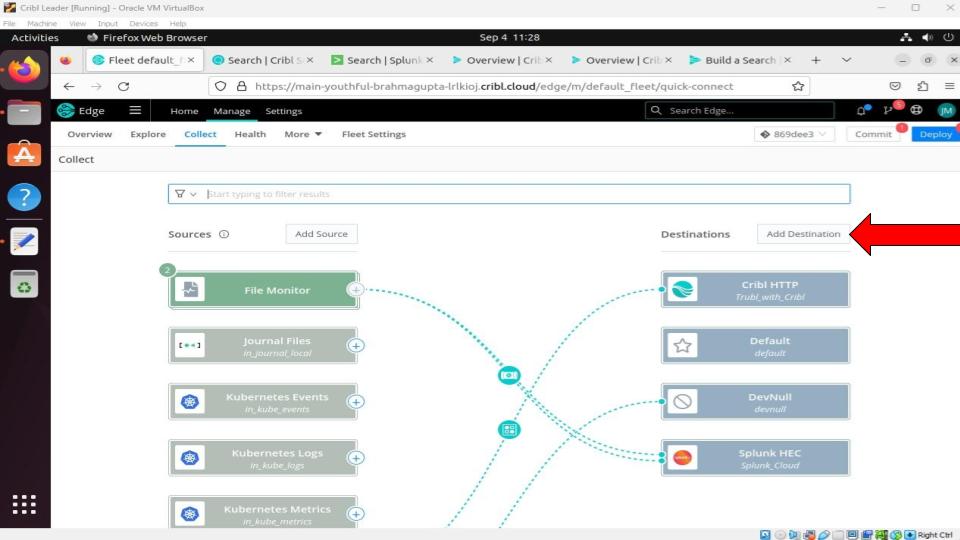 Cribl Leader [Running] - Oracle VM VirtualBox
File Machine View Input Devices Help
Activities Firefox Web Browser Sep 4 11:28
Fleet default_f Search | Cribl S Search | Splunk Overview | Crib Overview | Crib Build a Search
https://main-youthful-brahmagupta-lrlkioj.cribl.cloud/edge/m/default_fleet/quick-connect
Edge Home Manage Settings Search Edge... 5 JM
Overview Explore Collect Health More Fleet Settings 869dee3 Commit 1 Deploy
Collect
Start typing to filter results
Sources Add Source Destinations Add Destination
2
File Monitor
Cribl HTTP
Trubl_with_Cribl
Journal Files
in_journal_local
Default
default
Kubernetes Events
in_kube_events
DevNull
devnull
Kubernetes Logs
in_kube_logs
Splunk HEC
Splunk_Cloud
Kubernetes Metrics
in_kube_metrics
Right Ctrl